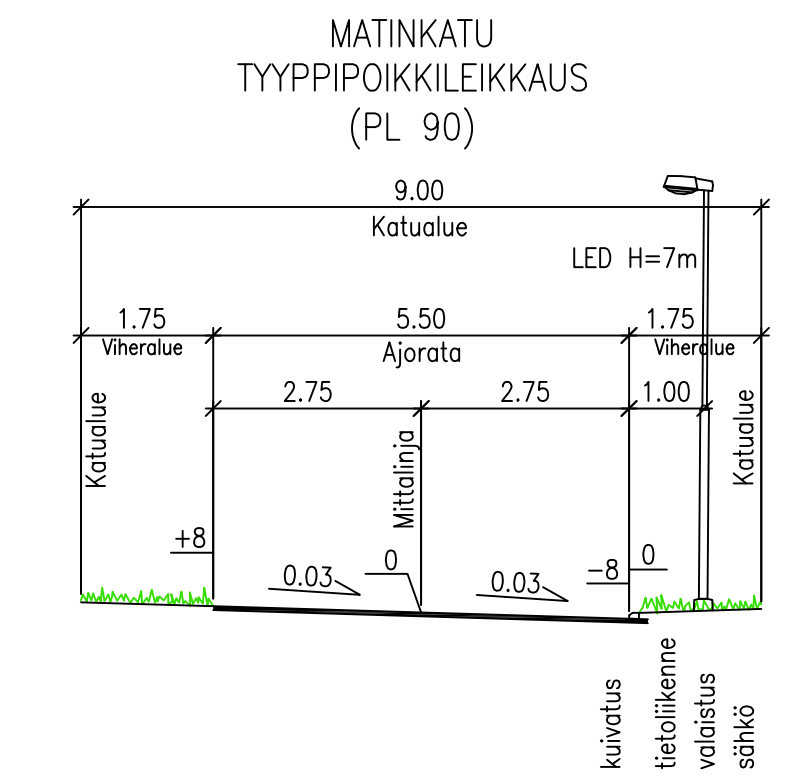 MATINKATU
TYYPPIPOIKKILEIKKAUS
(PL 90)
9.00
Katualue
LED H=7m
1.75
5.50
1.75
Viheralue
Ajorata
Viheralue
2.75
2.75
1.00
Katualue
Mittalinja
Katualue
+8
0
-8
0
0.03
0.03
kuivatus
tietoliikenne
valaistus
sähkö